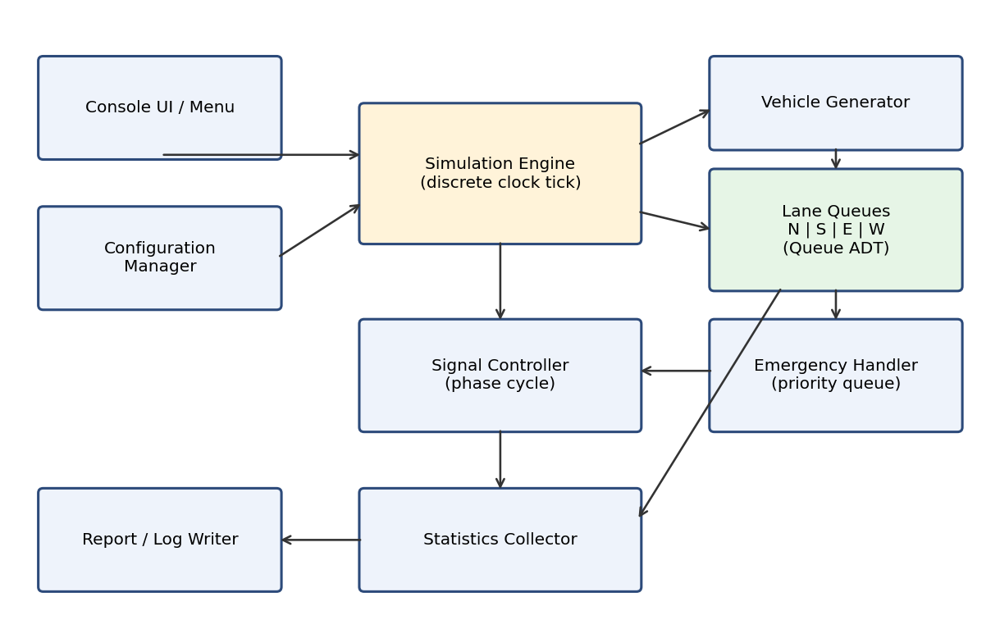 Console UI / Menu
Vehicle Generator
Simulation Engine
(discrete clock tick)
Configuration
Manager
Lane Queues
N | S | E | W
(Queue ADT)
Signal Controller
(phase cycle)
Emergency Handler
(priority queue)
Report / Log Writer
Statistics Collector